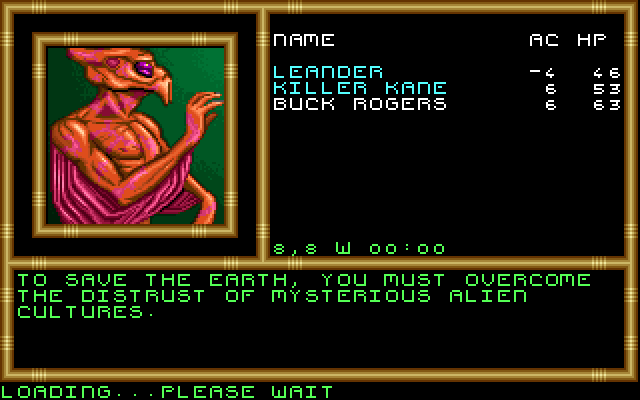 NAME AC HP
LEANDER -4 46
KILLER KANE 6 53
BUCK ROGERS 6 63
8,8 W 00:00
TO SAVE THE EARTH, YOU MUST OVERCOME
THE DISTRUST OF MYSTERIOUS ALIEN
CULTURES.
LOADING...PLEASE WAIT